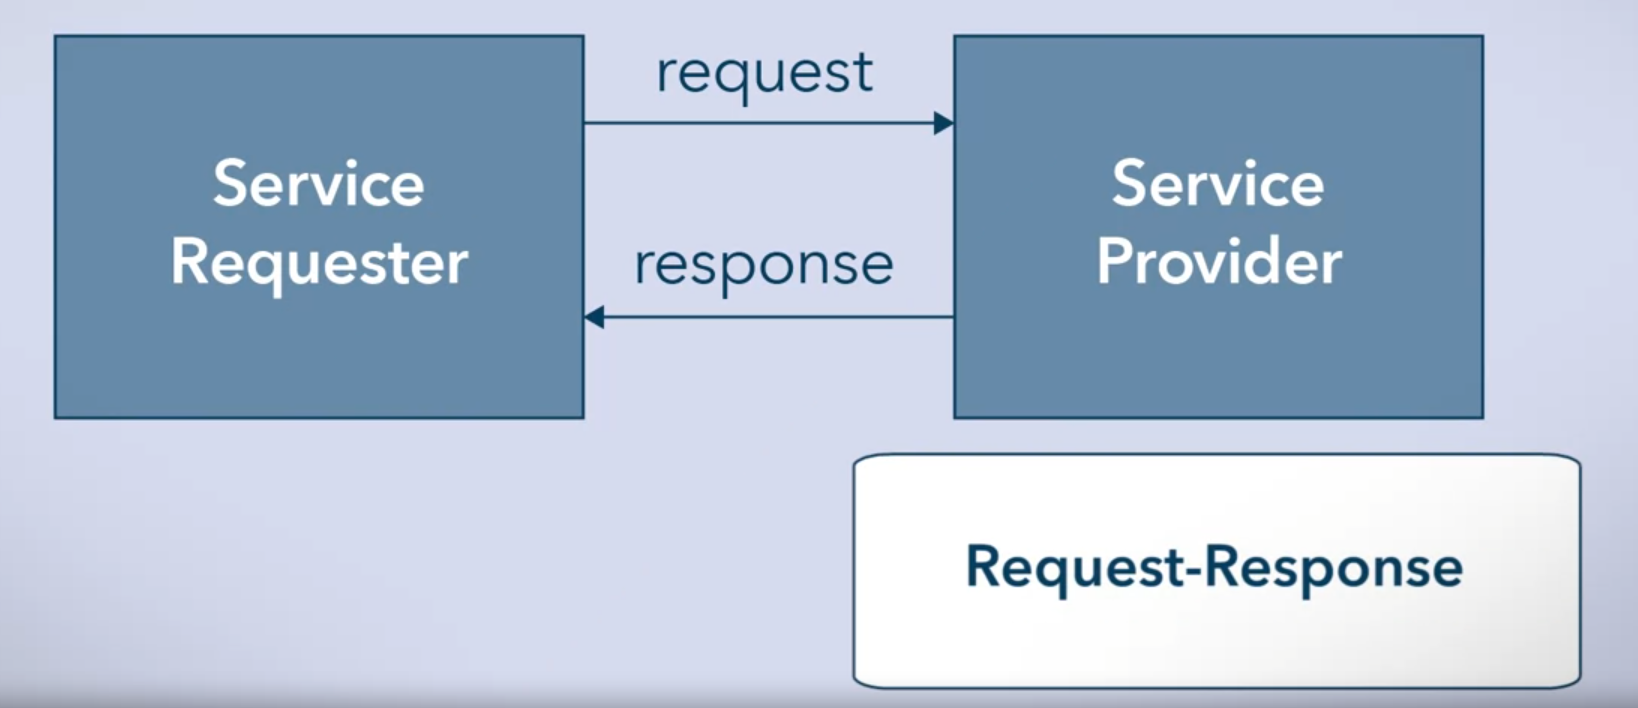 request
Service
Requester
response
Service
Provider
Request-Response